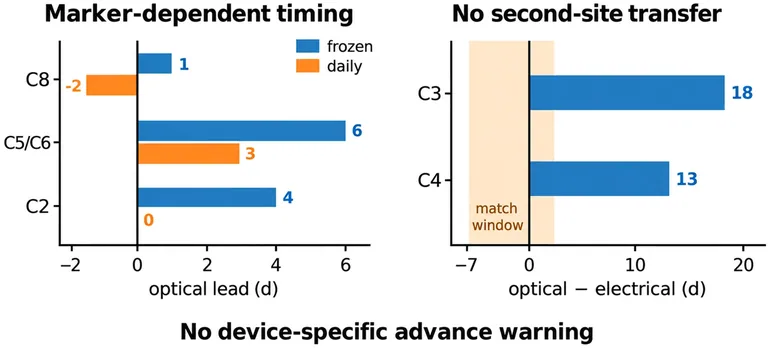 Marker-dependent timing
No second-site transfer
frozen
daily
C8
1
-2
C5/C6
6
3
C2
4
0
−2
0
2
4
6
optical lead (d)
C3
18
C4
13
match
window
−7
0
10
20
optical − electrical (d)
No device-specific advance warning